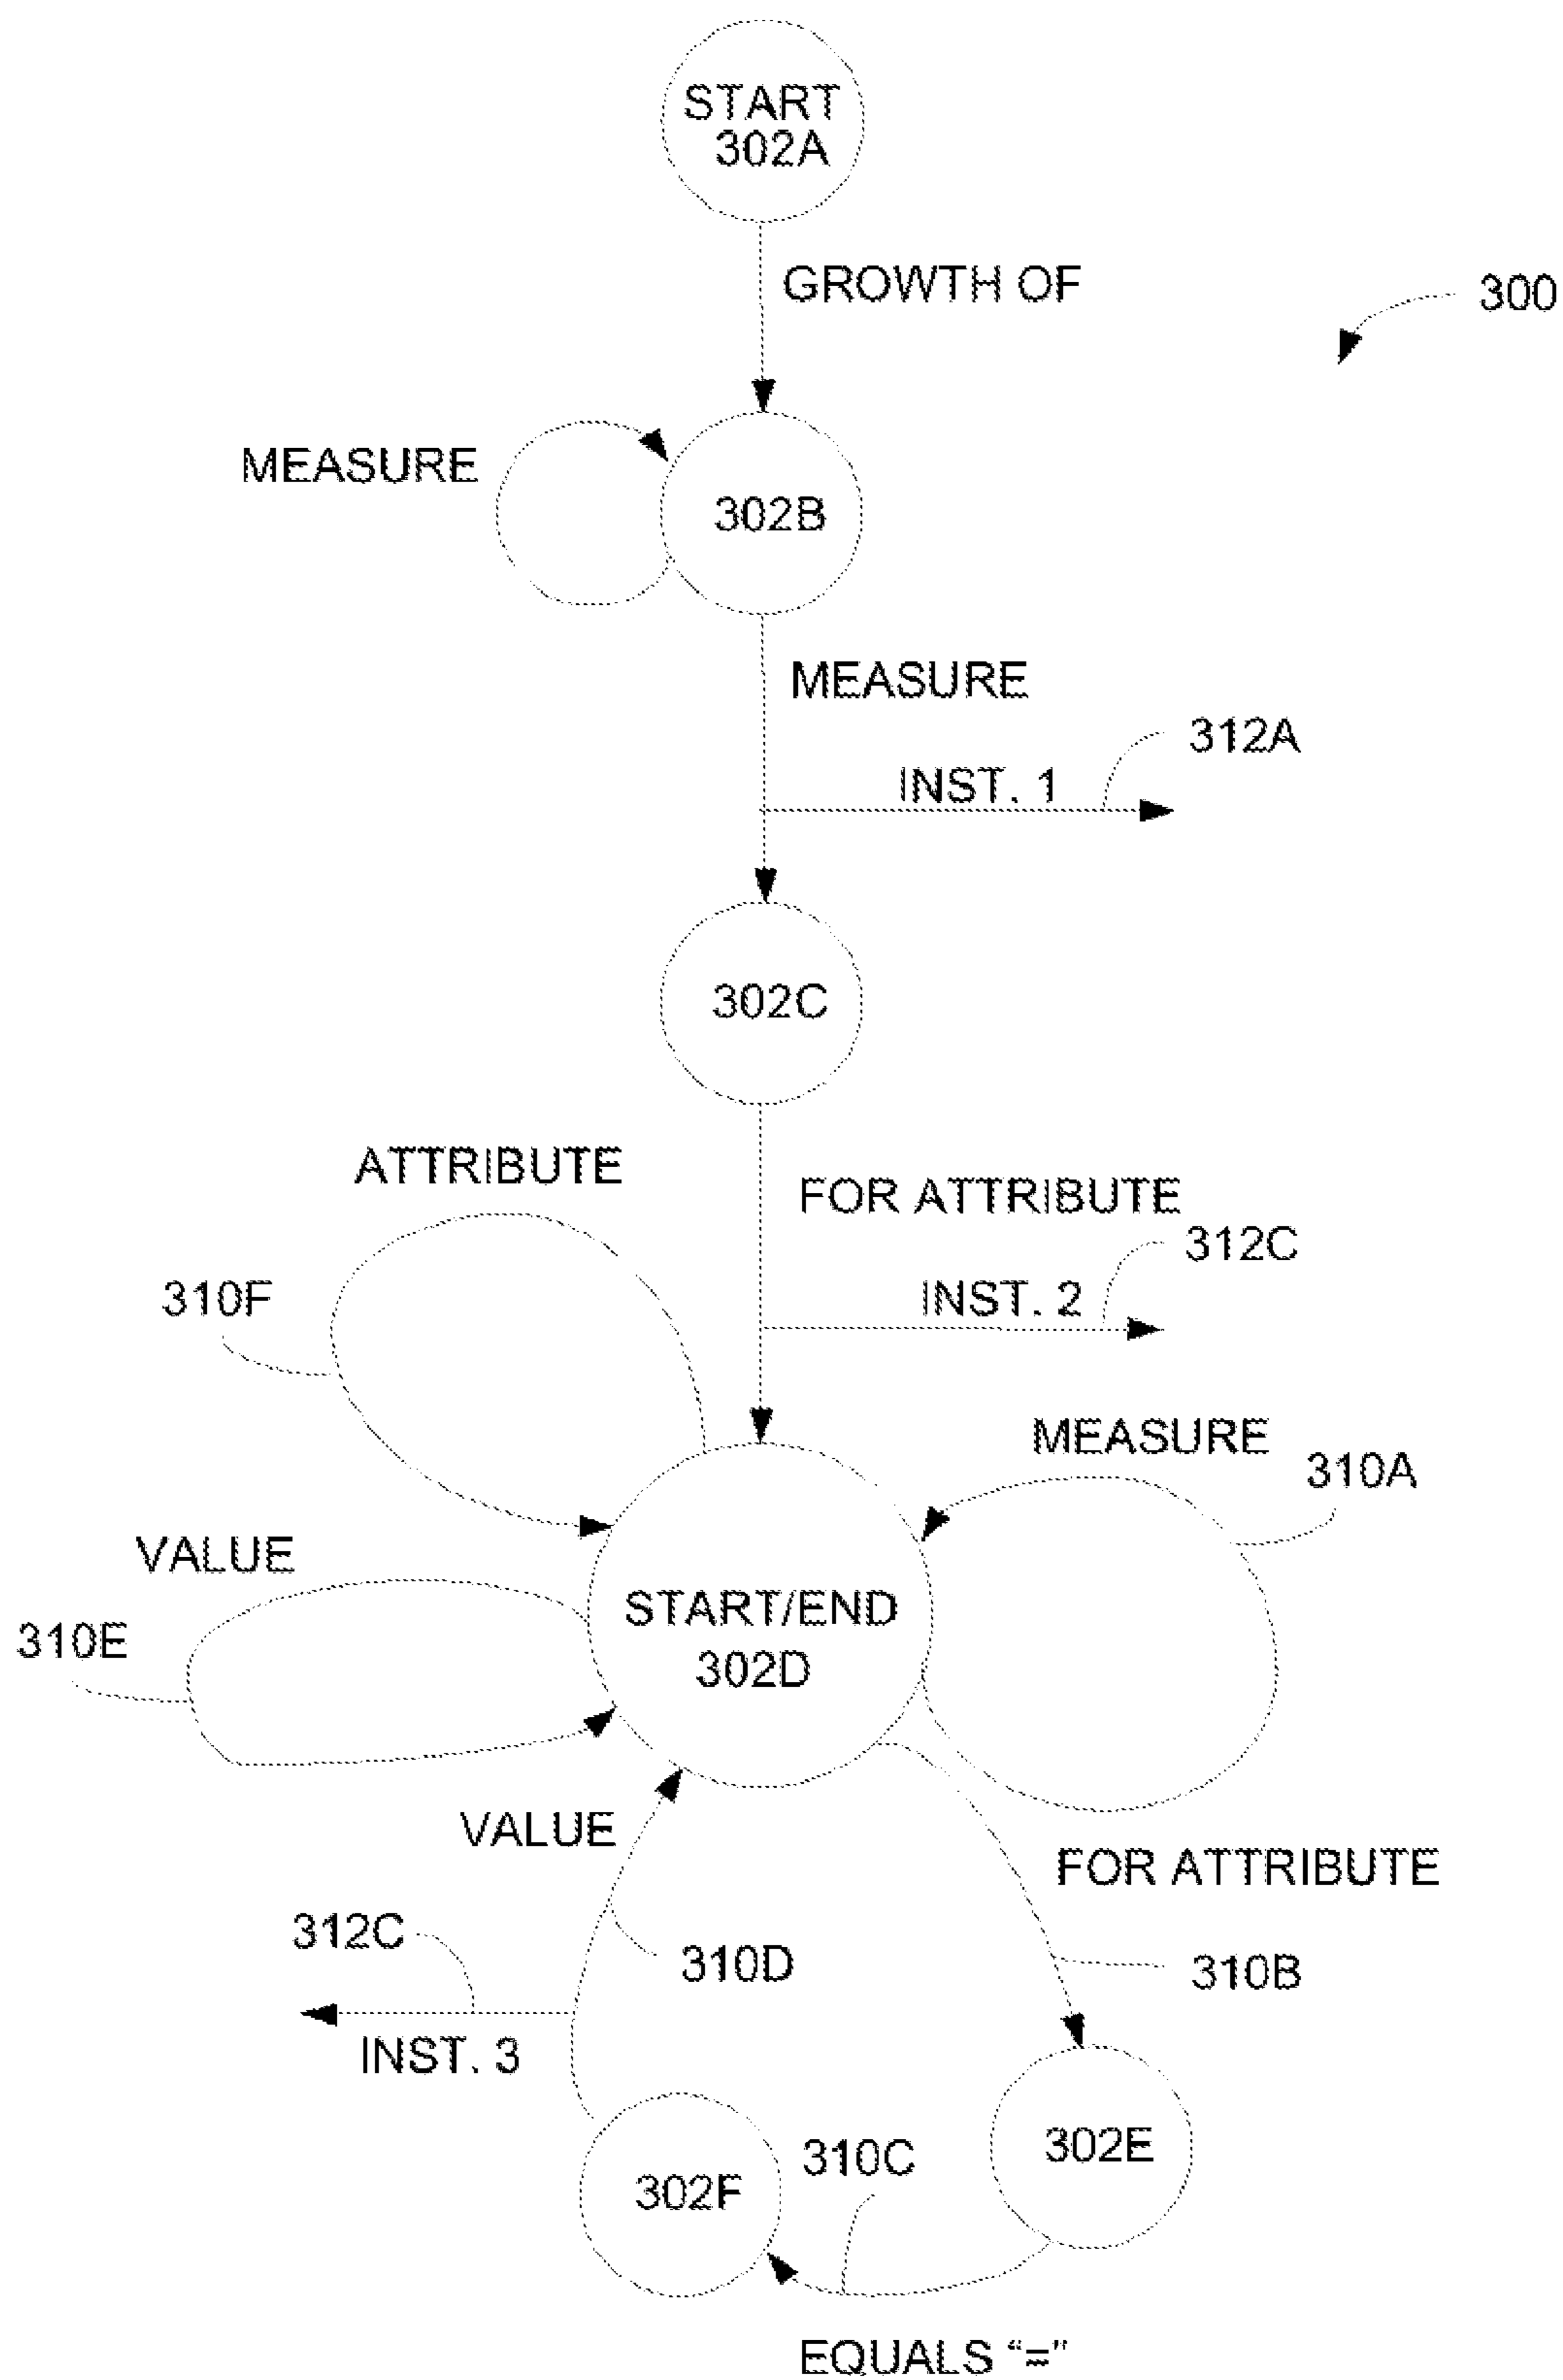 START
302A
GROWTH OF
300
MEASURE
302B
MEASURE
312A
INST. 1
302C
ATTRIBUTE
FOR ATTRIBUTE
312C
310F
INST. 2
MEASURE
310A
VALUE
START/END
302D
310E
VALUE
FOR ATTRIBUTE
312C
310D
310B
INST. 3
302E
310C
302F
EQUALS “=”